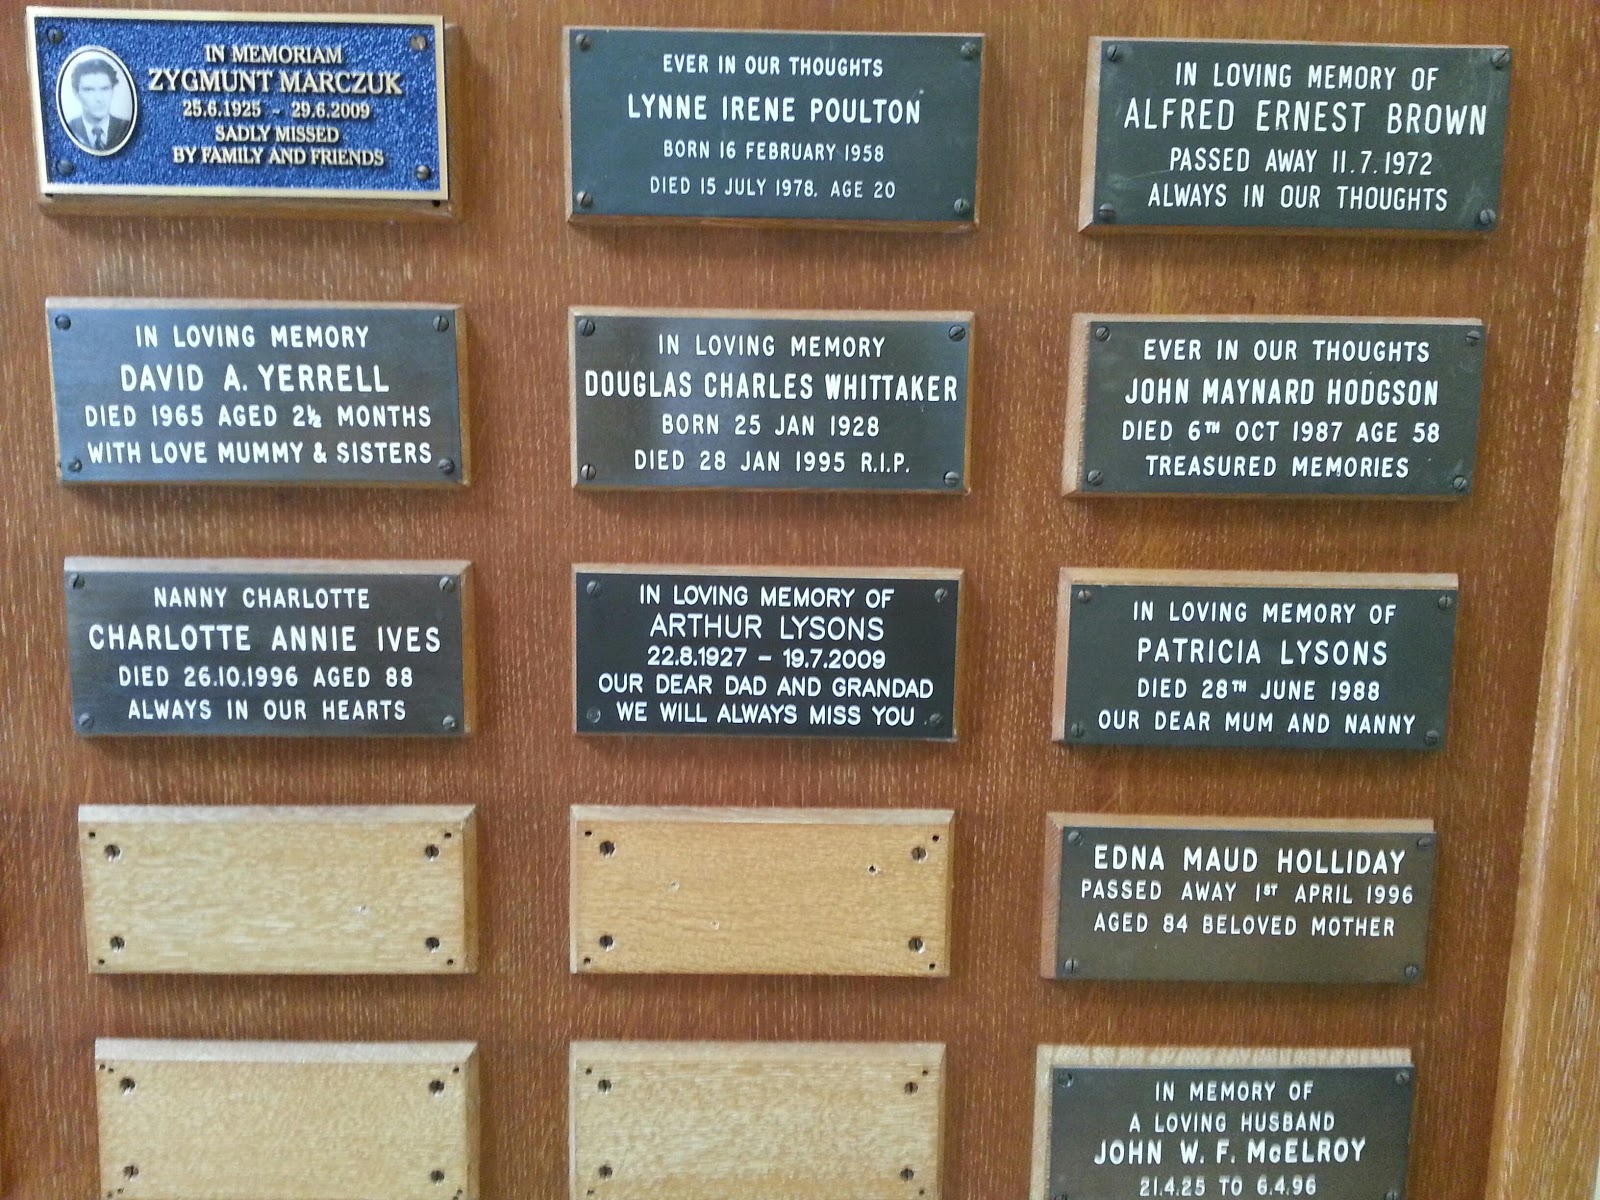 IN MEMORIAM
ZYGMUNT MARCZUK
25.6.1925 - 29.6.2009
SADLY MISSED
BY FAMILY AND FRIENDS
EVER IN OUR THOUGHTS
LYNNE IRENE POULTON
BORN 16 FEBRUARY 1958
DIED 15 JULY 1978. AGE 20
IN LOVING MEMORY OF
ALFRED ERNEST BROWN
PASSED AWAY 11.7.1972
ALWAYS IN OUR THOUGHTS
IN LOVING MEMORY
DAVID A. YERRELL
DIED 1965 AGED 2½ MONTHS
WITH LOVE MUMMY & SISTERS
IN LOVING MEMORY
DOUGLAS CHARLES WHITTAKER
BORN 25 JAN 1928
DIED 28 JAN 1995 R.I.P.
EVER IN OUR THOUGHTS
JOHN MAYNARD HODGSON
DIED 6TH OCT 1987 AGE 58
TREASURED MEMORIES
NANNY CHARLOTTE
CHARLOTTE ANNIE IVES
DIED 26.10.1996 AGED 88
ALWAYS IN OUR HEARTS
IN LOVING MEMORY OF
ARTHUR LYSONS
22.8.1927 - 19.7.2009
OUR DEAR DAD AND GRANDAD
WE WILL ALWAYS MISS YOU
IN LOVING MEMORY OF
PATRICIA LYSONS
DIED 28TH JUNE 1988
OUR DEAR MUM AND NANNY
EDNA MAUD HOLLIDAY
PASSED AWAY 1ST APRIL 1996
AGED 84 BELOVED MOTHER
IN MEMORY OF
A LOVING HUSBAND
JOHN W. F. McELROY
21.4.25 TO 6.4.96